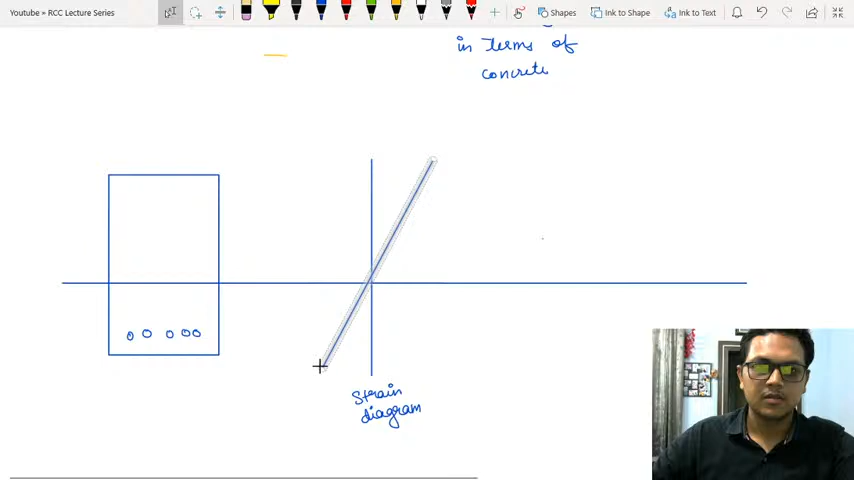 Youtube » RCC Lecture Series
Shapes
Ink to Shape
Ink to Text
in terms of
concrete
Strain
diagram